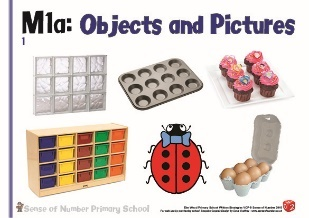 M1a: Objects and Pictures
1
Sense of Number Primary School